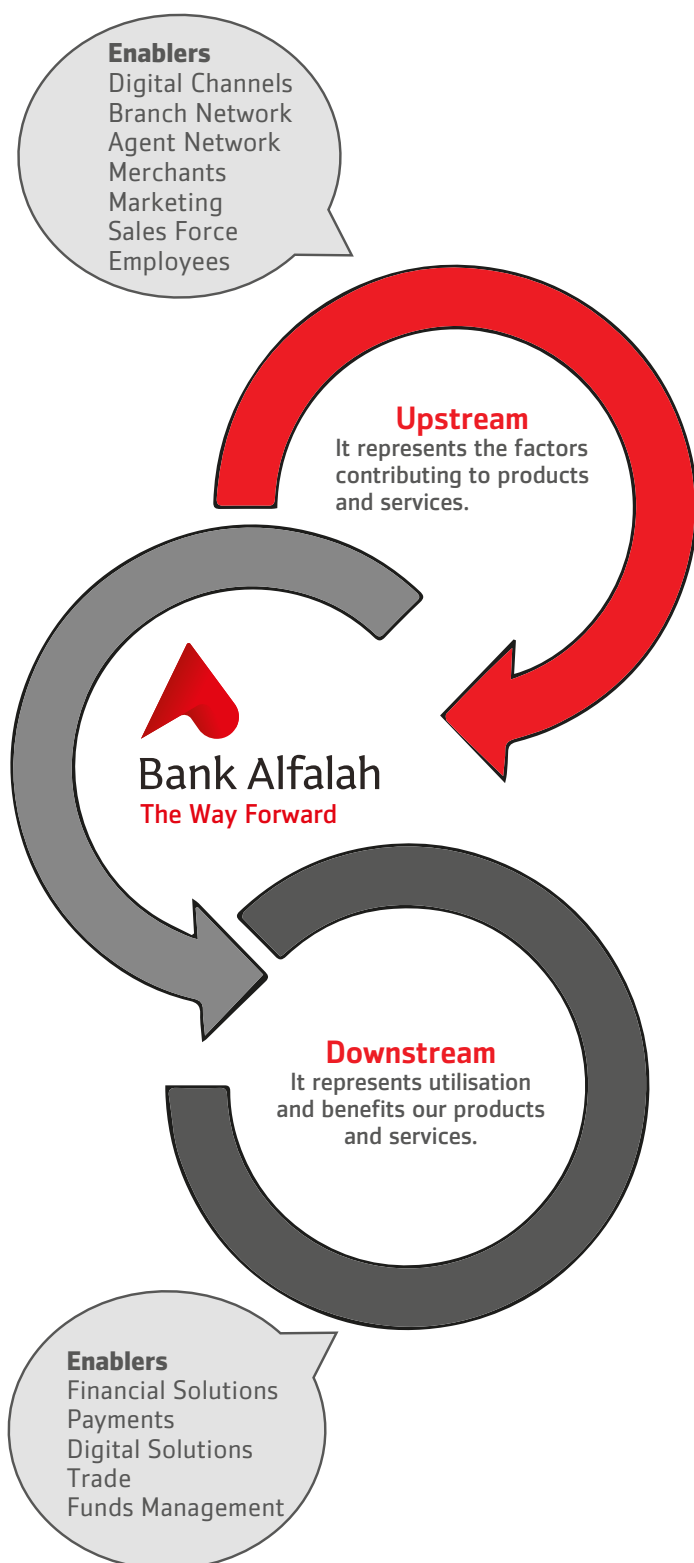 Enablers
Digital Channels
Branch Network
Agent Network
Merchants
Marketing
Sales Force
Employees
Upstream
It represents the factors
contributing to products
and services.
Bank Alfalah
The Way Forward
Downstream
It represents utilisation
and benefits our products
and services.
Enablers
Financial Solutions
Payments
Digital Solutions
Trade
Funds Management